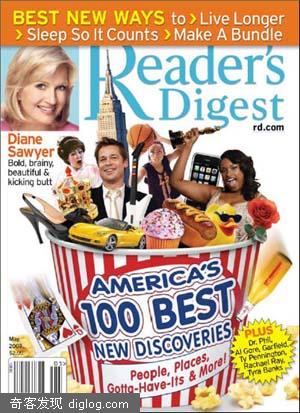 BEST NEW WAYS to > Live Longer
> Sleep So It Counts > Make A Bundle
Reader's
Digest
rd.com
Diane
Sawyer
Bold, brainy,
beautiful &
kicking butt
AMERICA'S
100 BEST
NEW DISCOVERIES
People, Places,
Gotta-Have-Its & More!
PLUS
Dr. Phil,
Al Gore, Garfield,
Ty Pennington,
Rachael Ray,
Tyra Banks
May
奇客发现 diglog.com